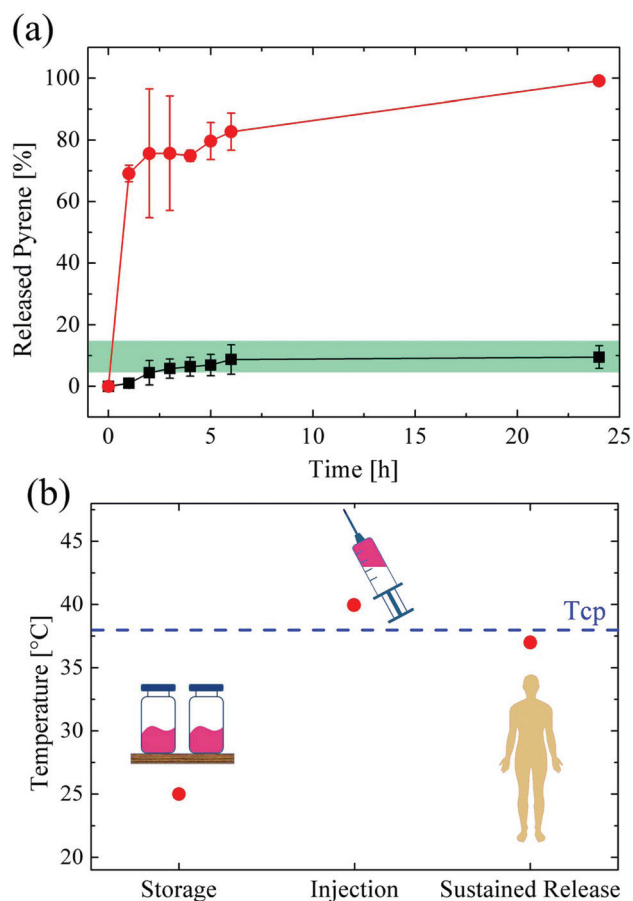 (a)
Released Pyrene [%]
100
80
60
40
20
0
0 5 10 15 20 25
Time [h]
(b)
Temperature [°C]
45
40
35
30
25
20
Tcp
Storage Injection Sustained Release